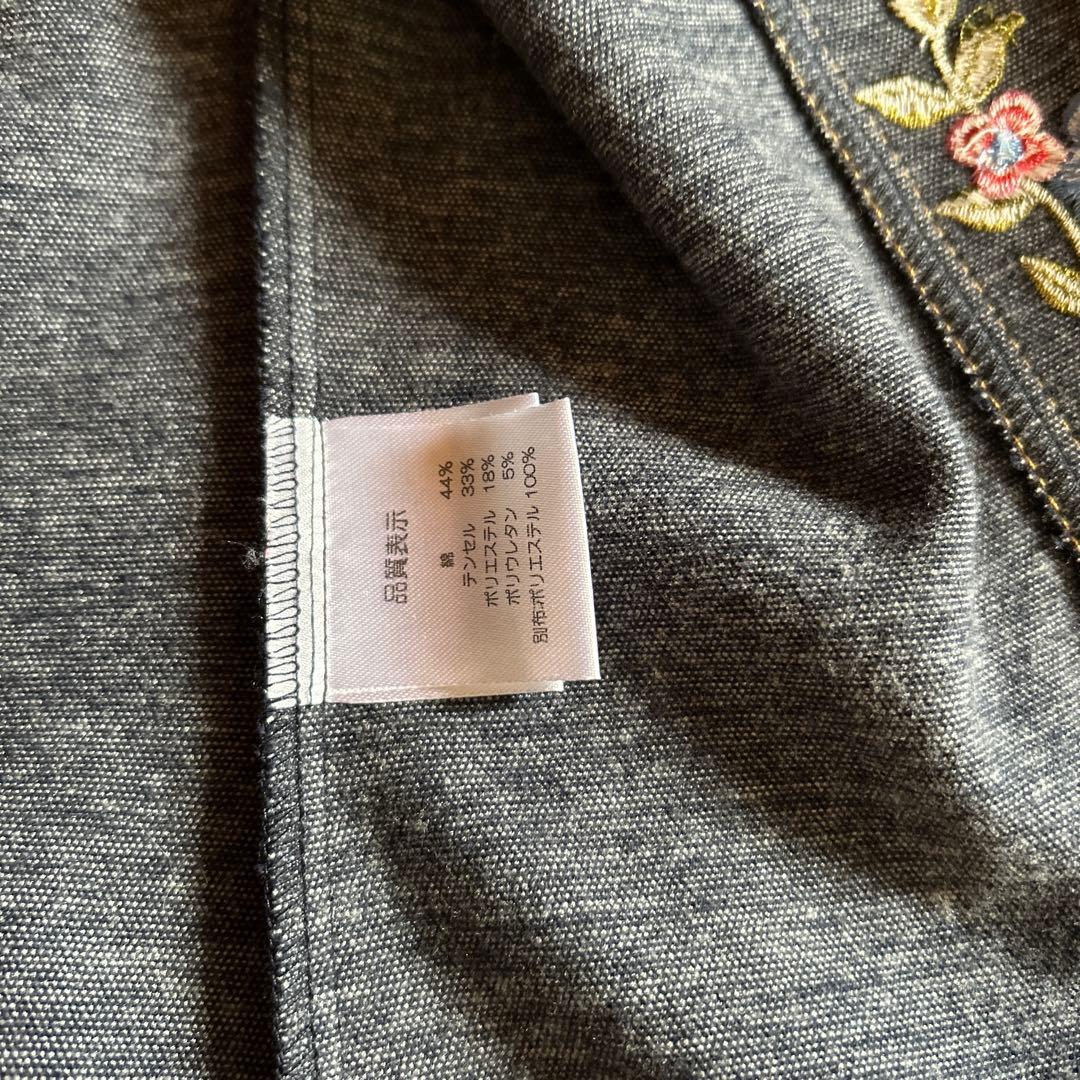 品質表示
綿 44%
テンセル 33%
ポリエステル 18%
ポリウレタン 5%
別布:ポリエステル 100%